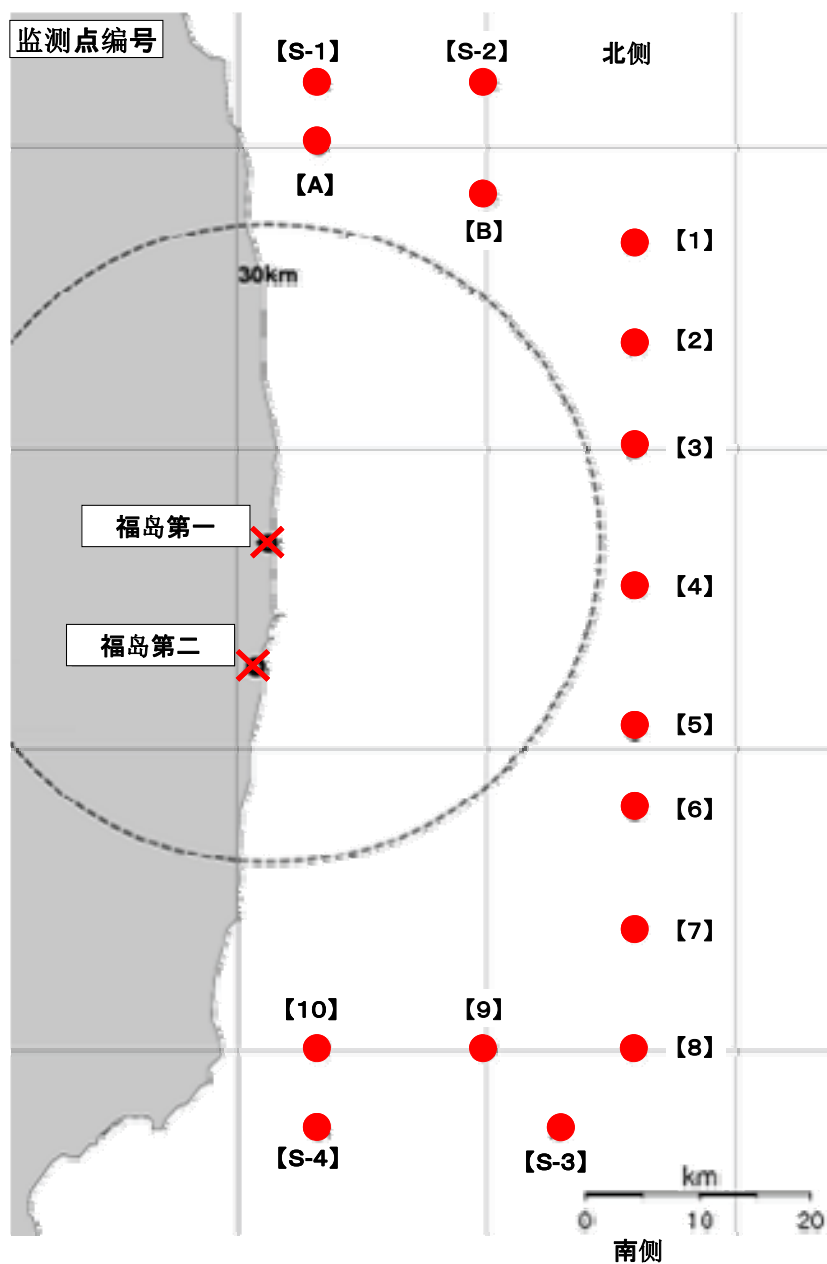 监测点编号
【S-1】
【S-2】
北侧
【A】
【B】
【1】
30km
【2】
【3】
福岛第一
【4】
福岛第二
【5】
【6】
【7】
【10】
【9】
【8】
【S-4】
【S-3】
km
0 10 20
南侧